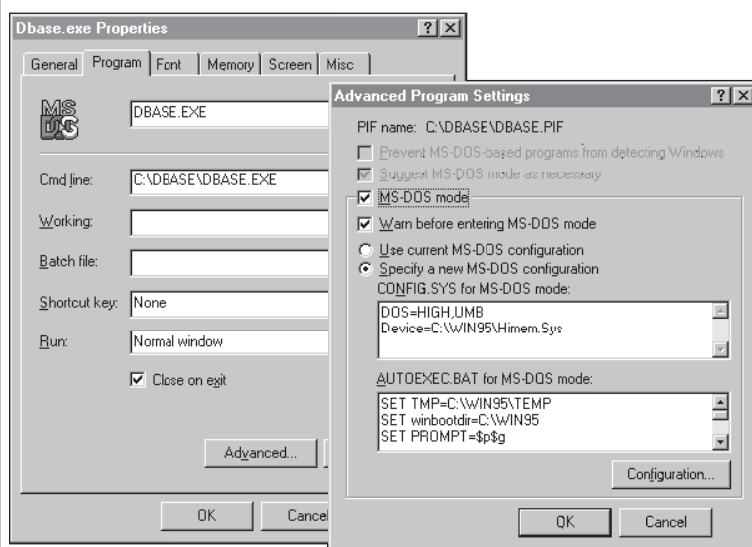 Dbase.exe Properties
General Program Font Memory Screen Misc
MS DOS
DBASE.EXE
Cmd line: C:\DBASE\DBASE.EXE
Working:
Batch file:
Shortcut key: None
Run: Normal window
Close on exit
Advanced...
OK Cancel
Advanced Program Settings
PIF name: C:\DBASE\DBASE.PIF
Prevent MS-DOS-based programs from detecting Windows
Suggest MS-DOS mode as necessary
MS-DOS mode
Warn before entering MS-DOS mode
Use current MS-DOS configuration
Specify a new MS-DOS configuration
CONFIG.SYS for MS-DOS mode:
DOS=HIGH,UMB
Device=C:\WIN95\Himem.Sys
AUTOEXEC.BAT for MS-DOS mode:
SET TMP=C:\WIN95\TEMP
SET winbootdir=C:\WIN95
SET PROMPT=$p$g
Configuration...
OK Cancel